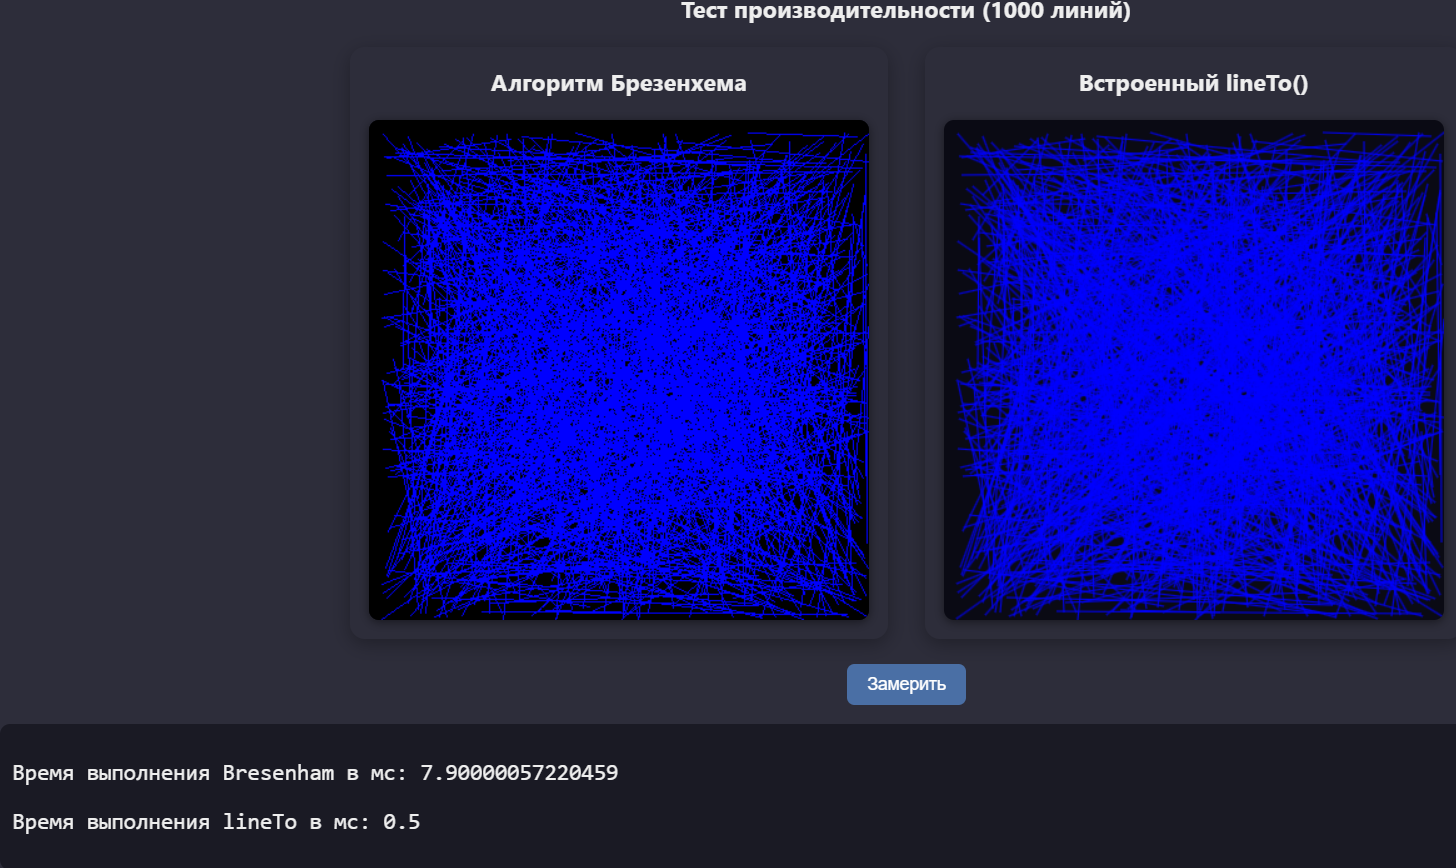 Тест производительности (1000 линий)
Алгоритм Брезенхема
Встроенный lineTo()
Замерить
Время выполнения Bresenham в мс: 7.90000057220459
Время выполнения lineTo в мс: 0.5